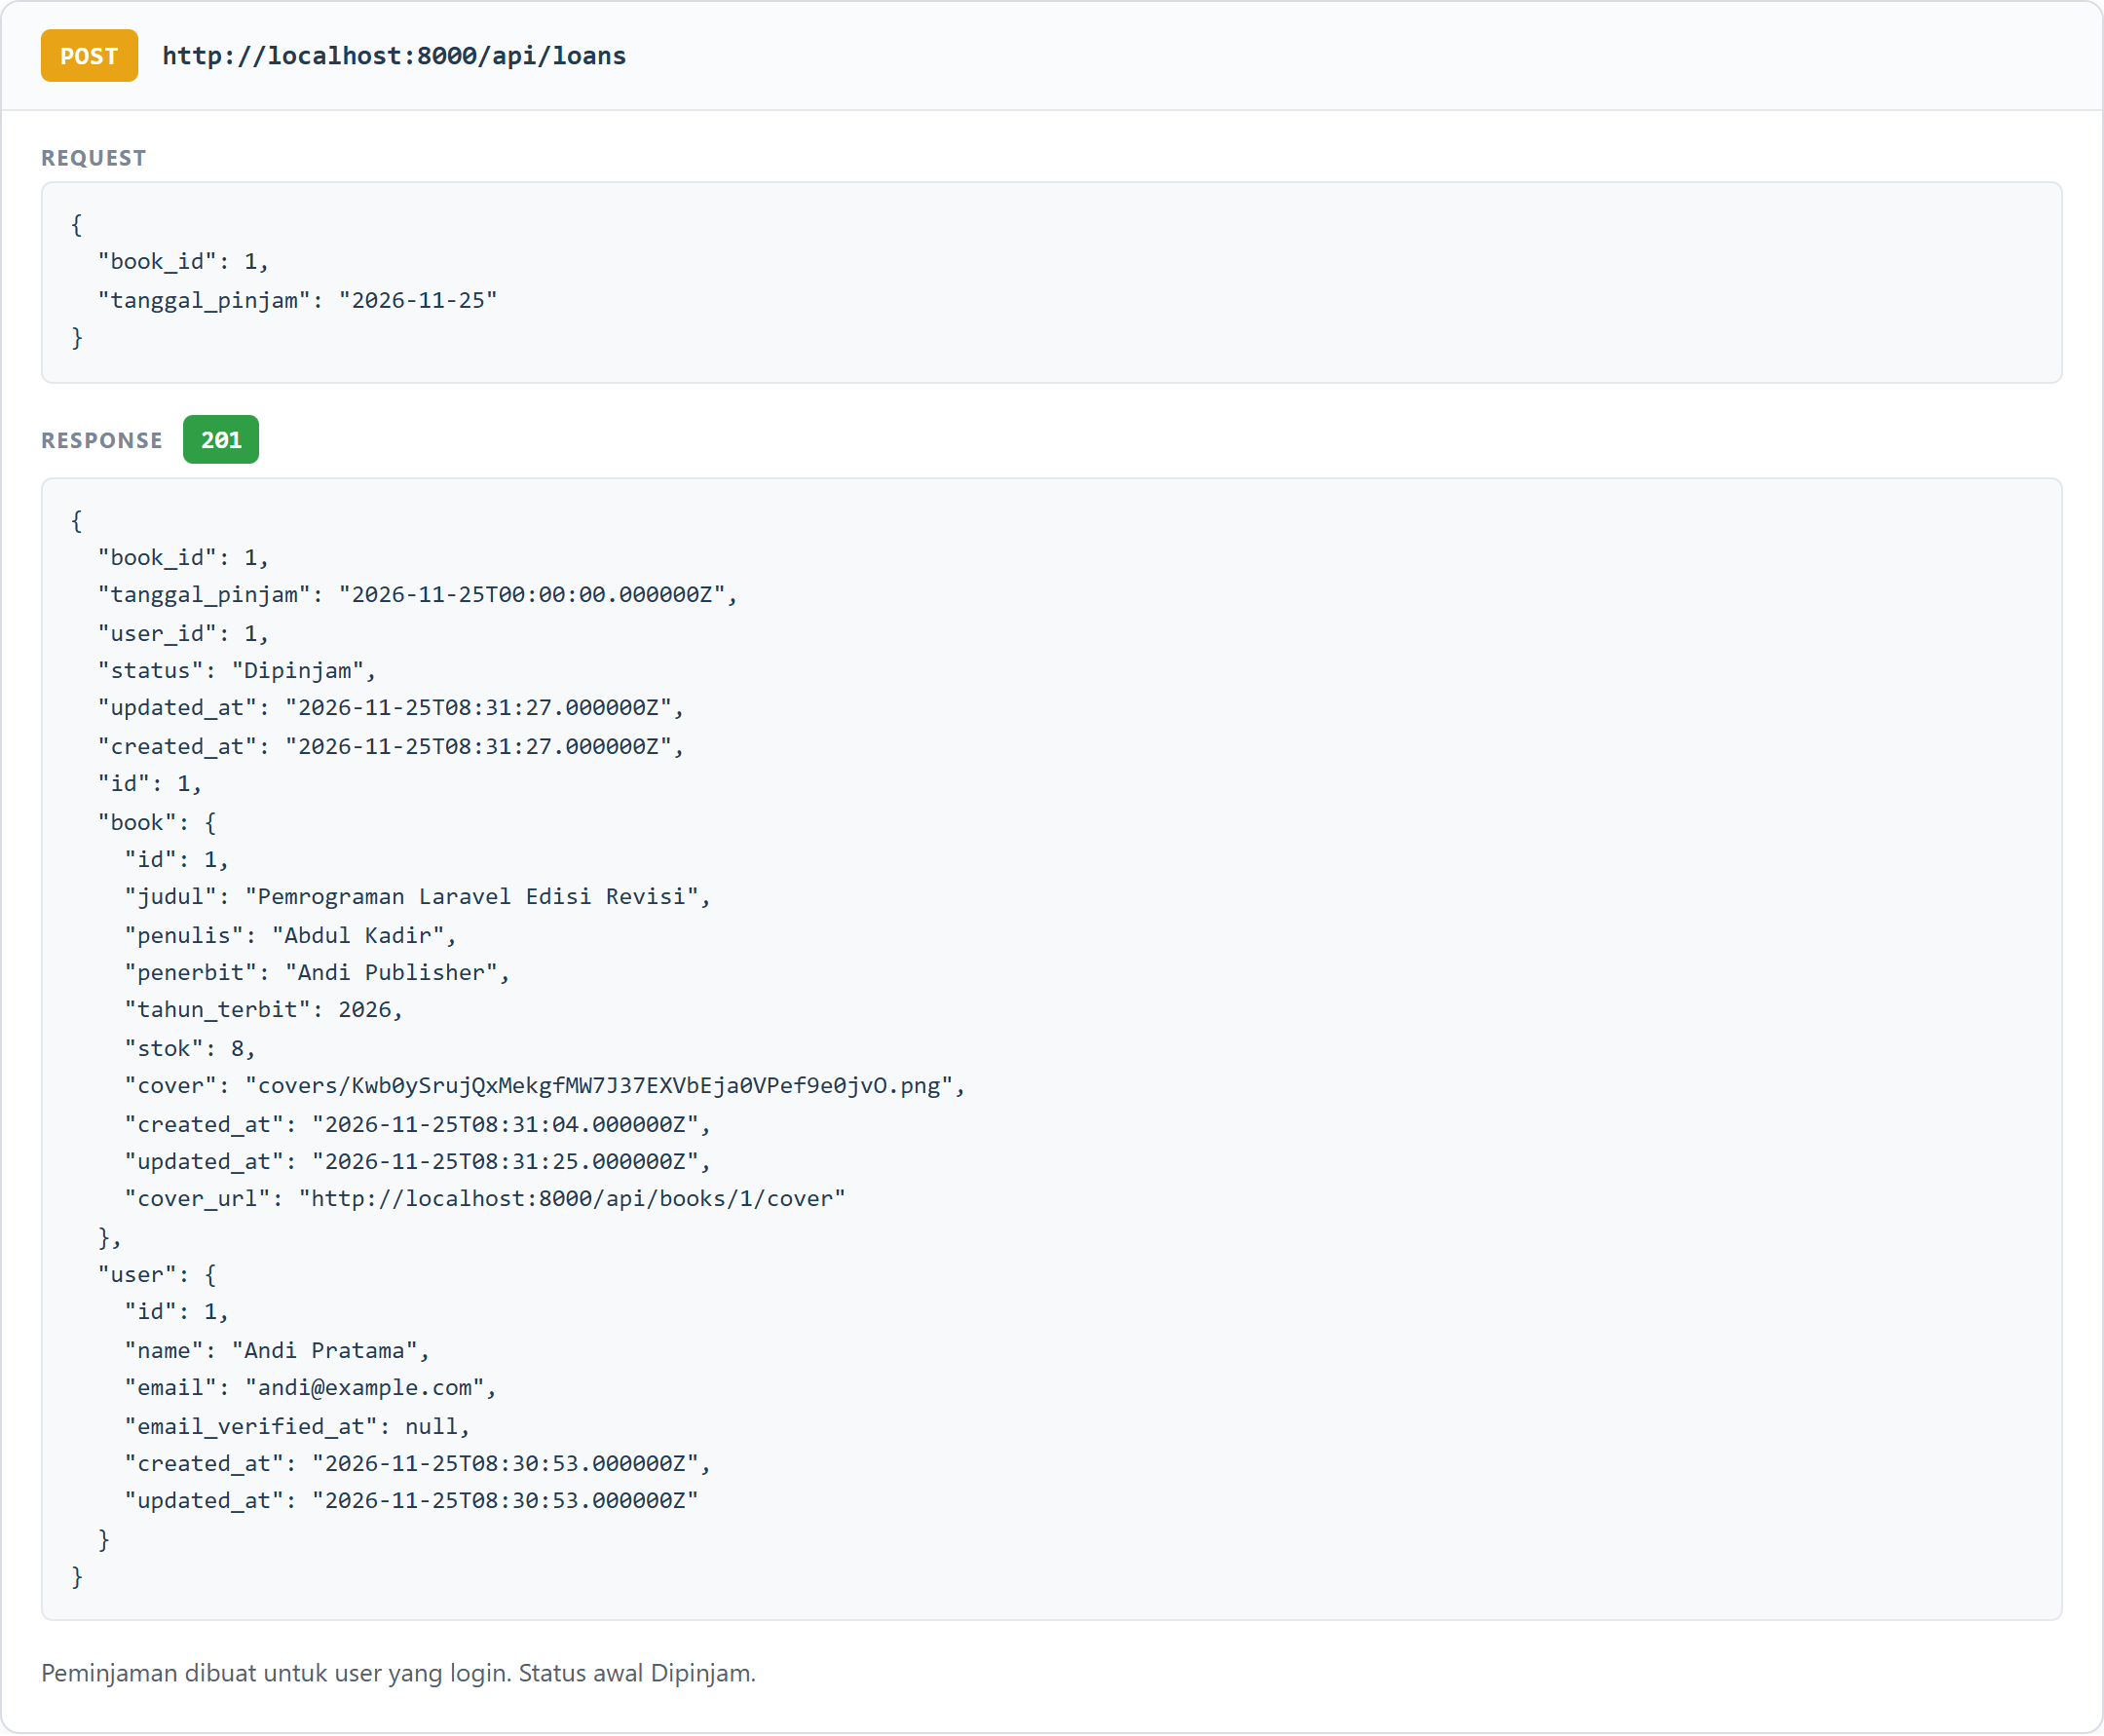 POST http://localhost:8000/api/loans
REQUEST
{
  "book_id": 1,
  "tanggal_pinjam": "2026-11-25"
}
RESPONSE 201
{
  "book_id": 1,
  "tanggal_pinjam": "2026-11-25T00:00:00.000000Z",
  "user_id": 1,
  "status": "Dipinjam",
  "updated_at": "2026-11-25T08:31:27.000000Z",
  "created_at": "2026-11-25T08:31:27.000000Z",
  "id": 1,
  "book": {
    "id": 1,
    "judul": "Pemrograman Laravel Edisi Revisi",
    "penulis": "Abdul Kadir",
    "penerbit": "Andi Publisher",
    "tahun_terbit": 2026,
    "stok": 8,
    "cover": "covers/Kwb0ySrujQxMekgfMW7J37EXVbEja0VPef9e0jvO.png",
    "created_at": "2026-11-25T08:31:04.000000Z",
    "updated_at": "2026-11-25T08:31:25.000000Z",
    "cover_url": "http://localhost:8000/api/books/1/cover"
  },
  "user": {
    "id": 1,
    "name": "Andi Pratama",
    "email": "andi@example.com",
    "email_verified_at": null,
    "created_at": "2026-11-25T08:30:53.000000Z",
    "updated_at": "2026-11-25T08:30:53.000000Z"
  }
}
Peminjaman dibuat untuk user yang login. Status awal Dipinjam.